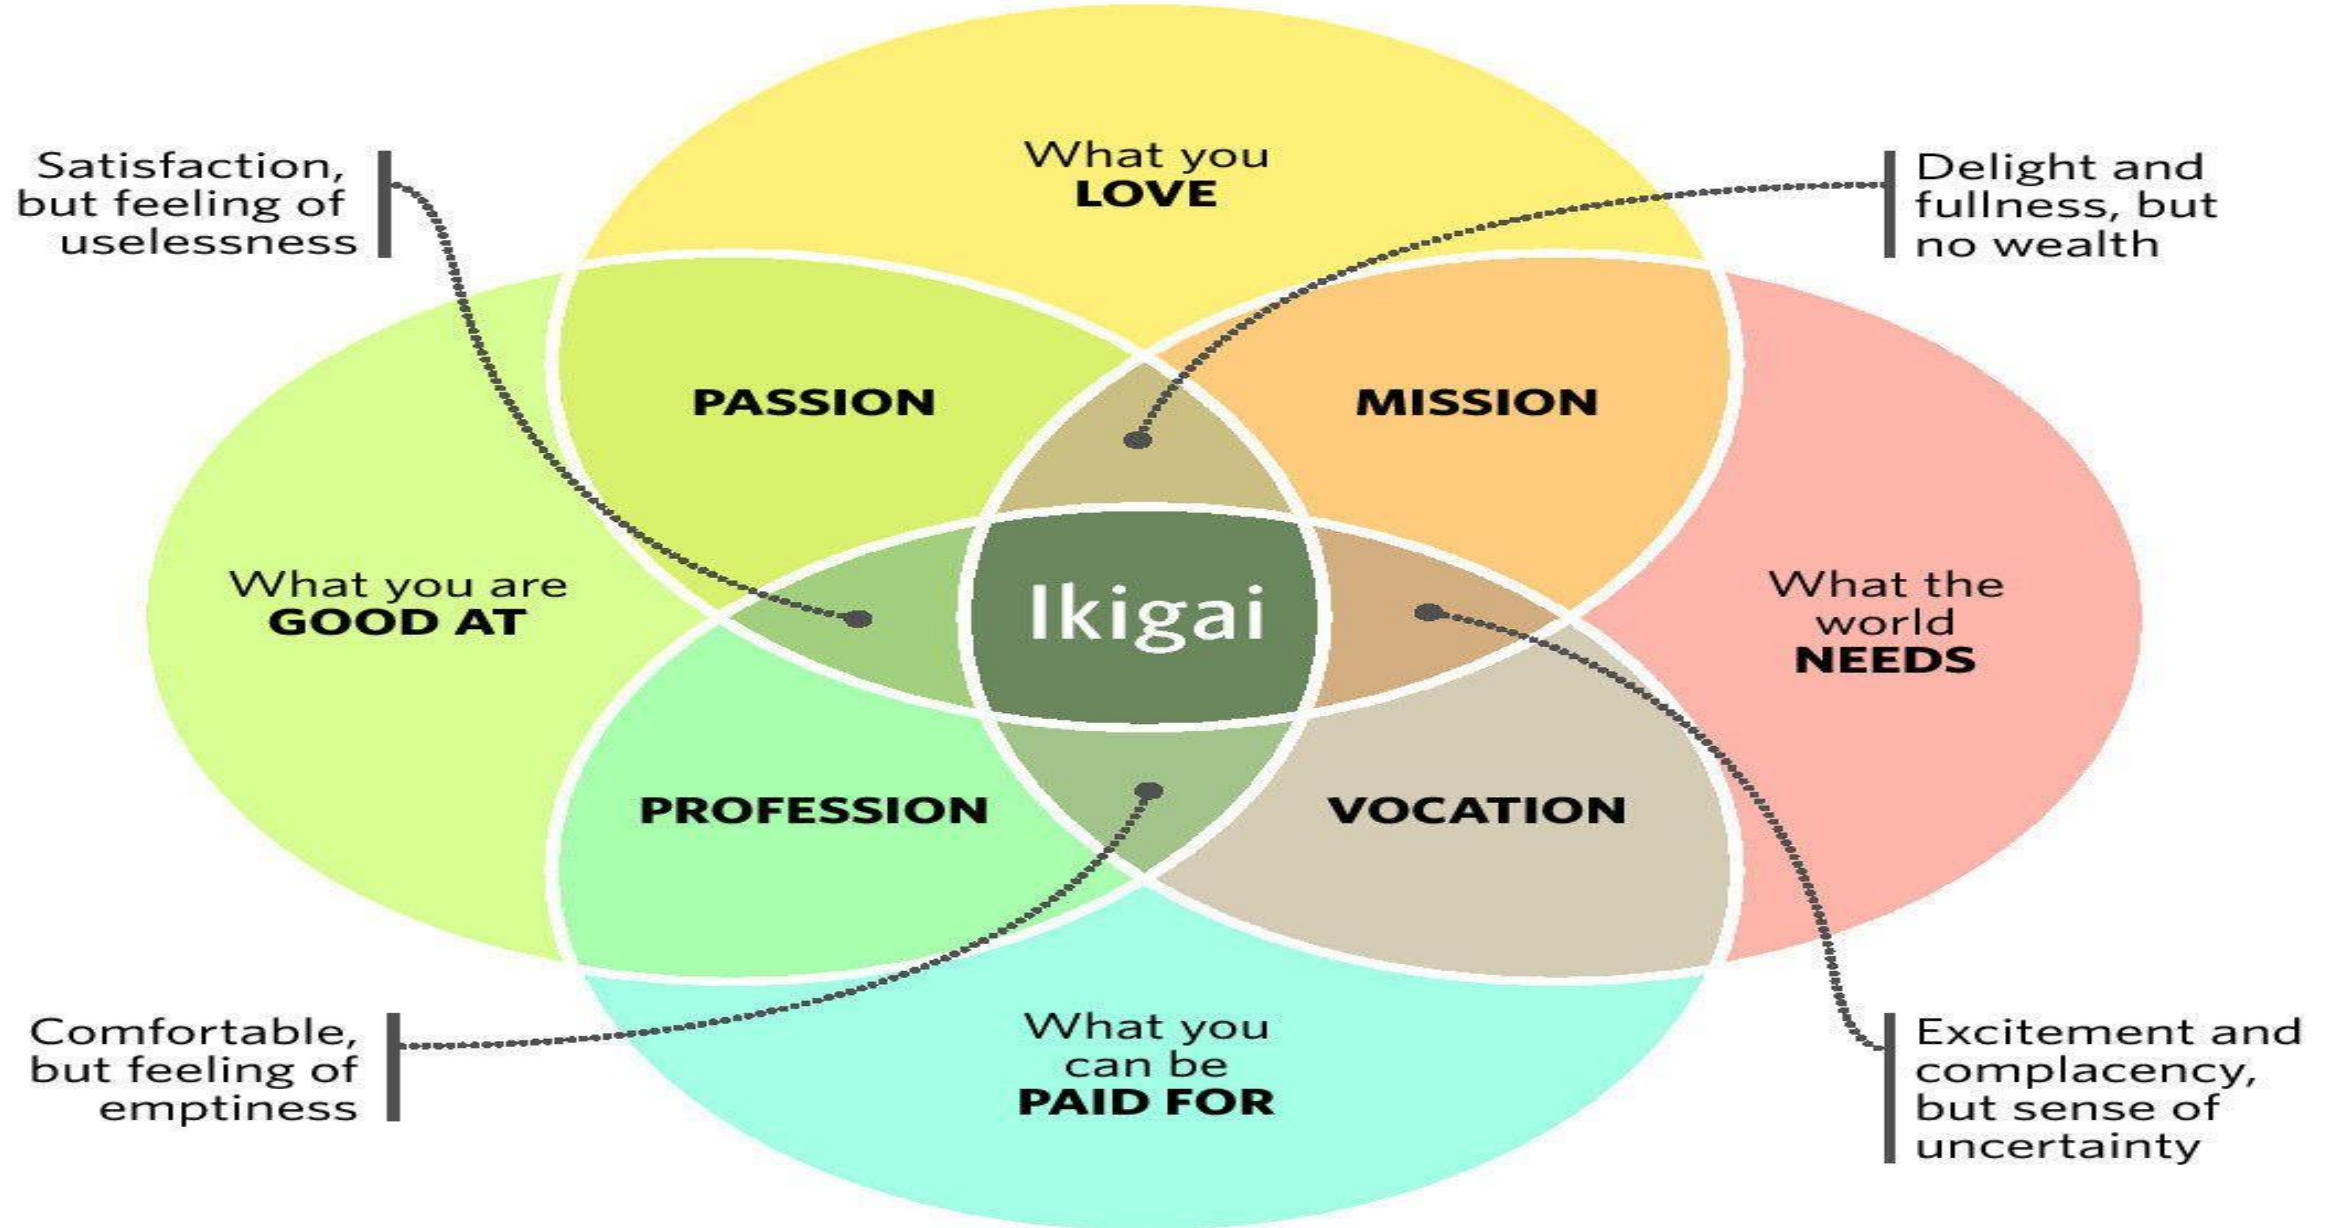 What you
LOVE
Satisfaction,
but feeling of
uselessness
Delight and
fullness, but
no wealth
PASSION
MISSION
What you are
GOOD AT
Ikigai
What the
world
NEEDS
PROFESSION
VOCATION
What you
can be
PAID FOR
Comfortable,
but feeling of
emptiness
Excitement and
complacency,
but sense of
uncertainty